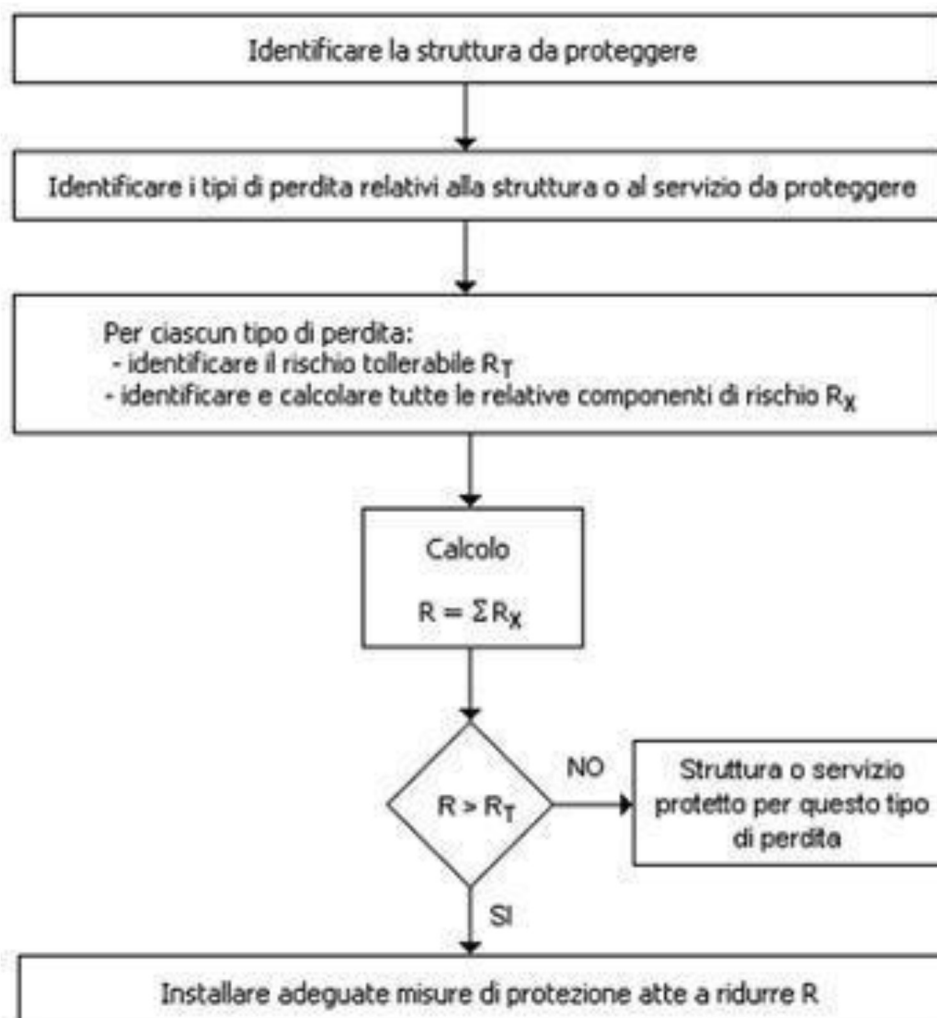 Identificare la struttura da proteggere
Identificare i tipi di perdita relativi alla struttura o al servizio da proteggere
Per ciascun tipo di perdita:
- identificare il rischio tollerabile RT
- identificare e calcolare tutte le relative componenti di rischio RX
Calcolo
R = ΣRX
R > RT
NO
Struttura o servizio
protetto per questo tipo
di perdita
SI
Installare adeguate misure di protezione atte a ridurre R